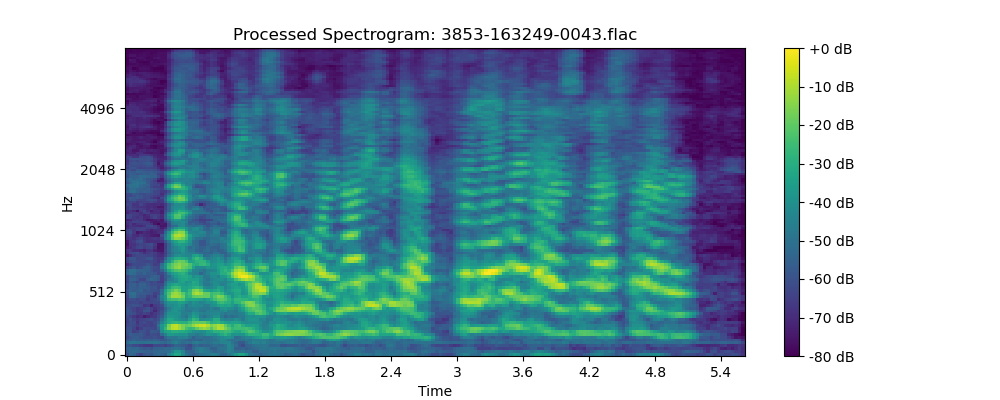 Processed Spectrogram: 3853-163249-0043.flac
Hz
4096
2048
1024
512
0
0 0.6 1.2 1.8 2.4 3 3.6 4.2 4.8 5.4
Time
+0 dB
-10 dB
-20 dB
-30 dB
-40 dB
-50 dB
-60 dB
-70 dB
-80 dB